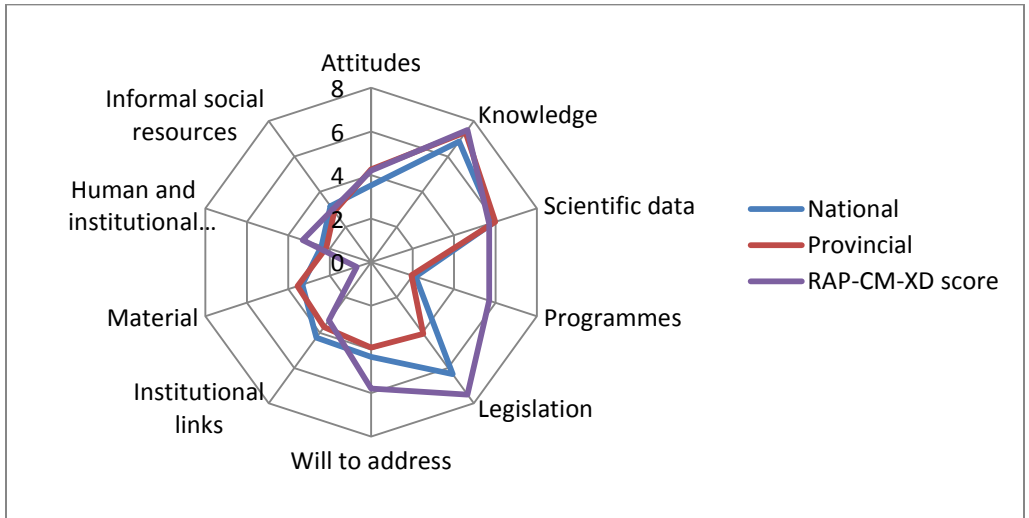 Attitudes
8
6
4
2
0
Knowledge
Scientific data
Programmes
Legislation
Will to address
Institutional
links
Material
Human and
institutional...
Informal social
resources
National
Provincial
RAP-CM-XD score